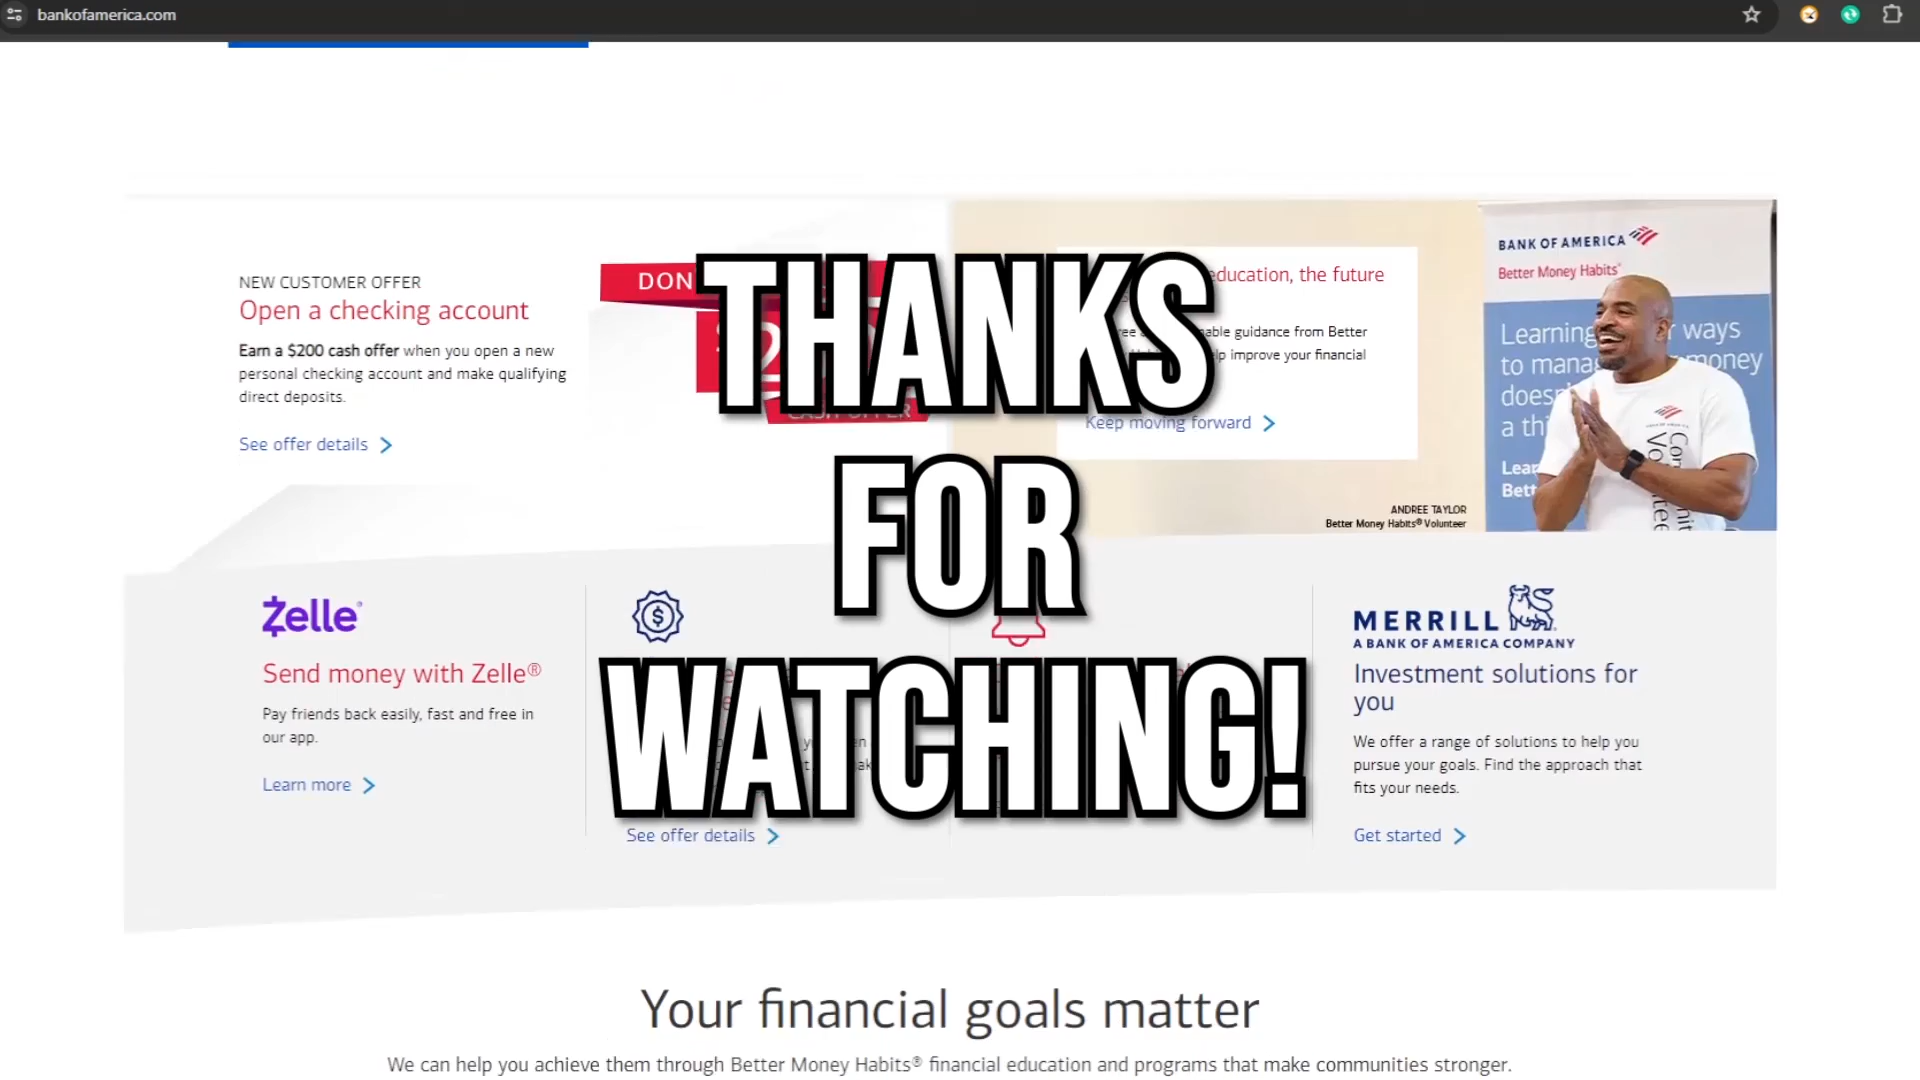 bankofamerica.com
NEW CUSTOMER OFFER
Open a checking account
Earn a $200 cash offer when you open a new
personal checking account and make qualifying
direct deposits.
See offer details
CASH OFFER
education, the future
guidance from Better
improve your financial
Keep moving forward
ANDREE TAYLOR
Better Money Habits® Volunteer
BANK OF AMERICA
Better Money Habits®
Learning
ways
money
THANKS
FOR
WATCHING!
Zelle®
Send money with Zelle®
Pay friends back easily, fast and free in
our app.
Learn more
See offer details
MERRILL
A BANK OF AMERICA COMPANY
Investment solutions for
you
We offer a range of solutions to help you
pursue your goals. Find the approach that
fits your needs.
Get started
Your financial goals matter
We can help you achieve them through Better Money Habits® financial education and programs that make communities stronger.